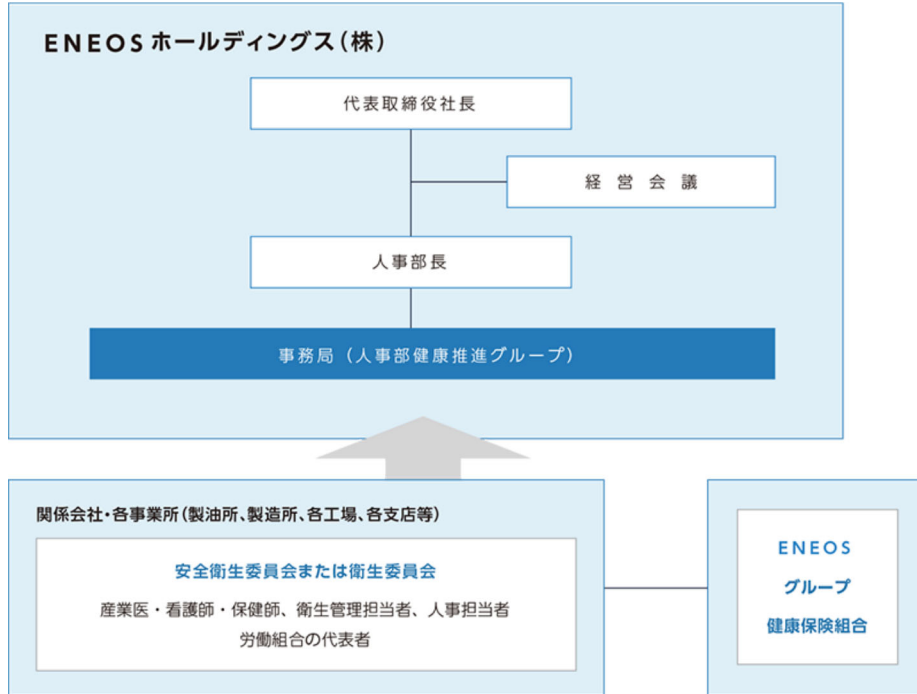 ENEOS ホールディングス(株)
代表取締役社長
経営会議
人事部長
事務局（人事部健康推進グループ）
関係会社・各事業所(製油所、製造所、各工場、各支店等)
安全衛生委員会または衛生委員会
産業医・看護師・保健師、衛生管理担当者、人事担当者
労働組合の代表者
ENEOS
グループ
健康保険組合